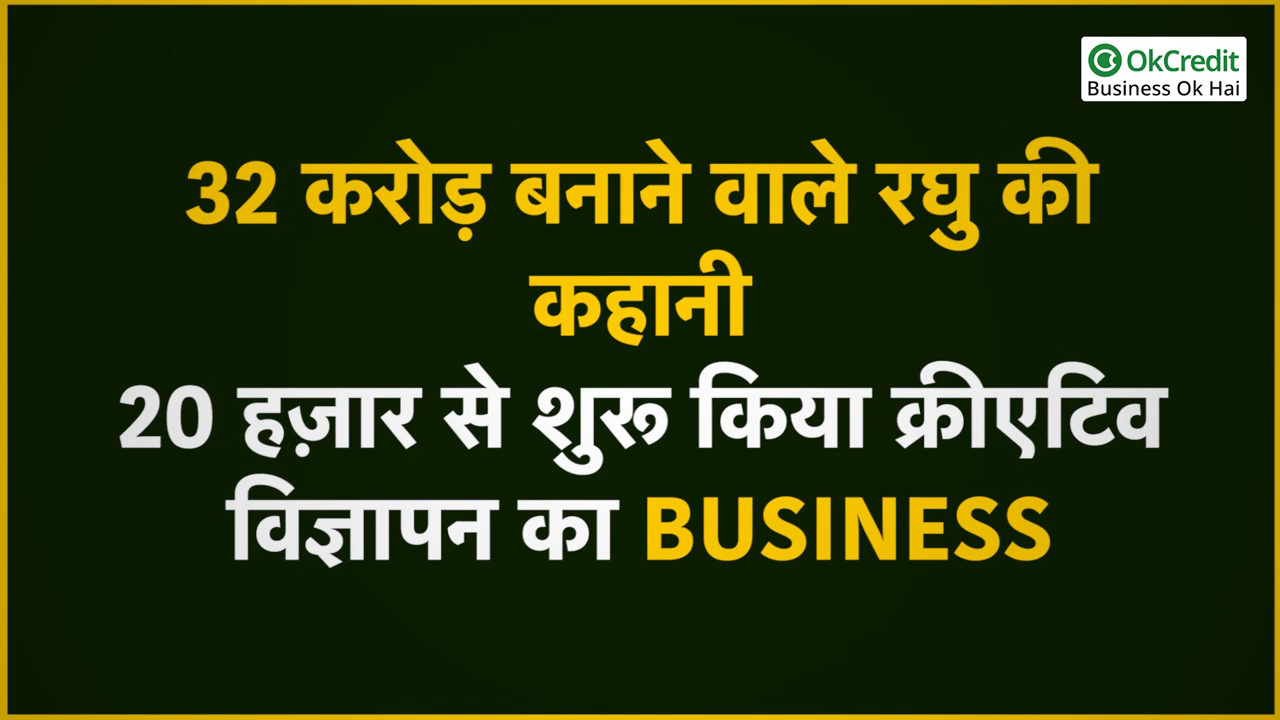 OkCredit
Business Ok Hai
32 करोड़ बनाने वाले रघु की
कहानी
20 हज़ार से शुरू किया क्रीएटिव
विज्ञापन का BUSINESS